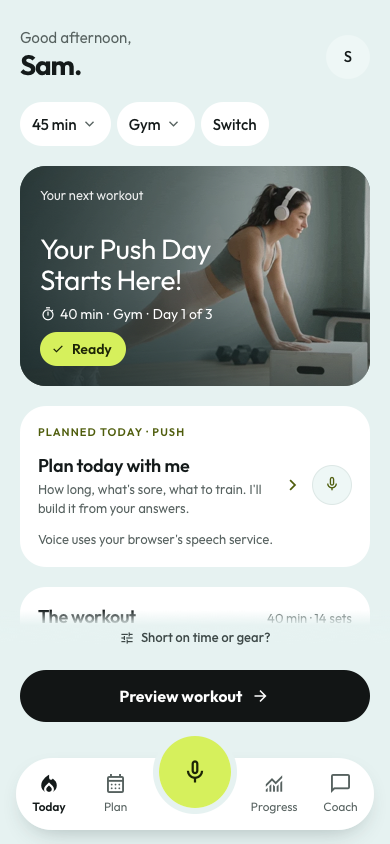 Good afternoon,
Sam.
S
45 min
Gym
Switch
Your next workout
Your Push Day
Starts Here!
40 min · Gym · Day 1 of 3
Ready
PLANNED TODAY · PUSH
Plan today with me
How long, what's sore, what to train. I'll
build it from your answers.
Voice uses your browser's speech service.
The workout
40 min · 14 sets
Short on time or gear?
Preview workout
Today
Plan
Progress
Coach